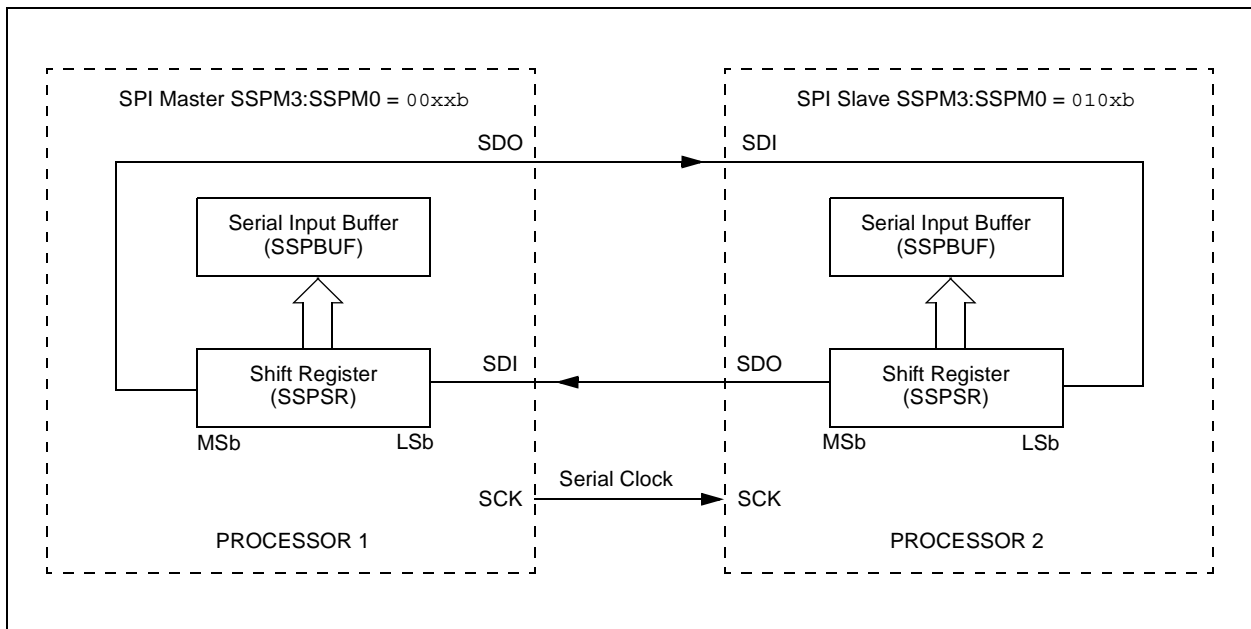 SPI Master SSPM3:SSPM0 = 00xxb
SDO
Serial Input Buffer
(SSPBUF)
Shift Register
(SSPSR)
MSb
LSb
SDI
SCK
PROCESSOR 1
Serial Clock
SPI Slave SSPM3:SSPM0 = 010xb
SDI
Serial Input Buffer
(SSPBUF)
SDO
Shift Register
(SSPSR)
MSb
LSb
SCK
PROCESSOR 2